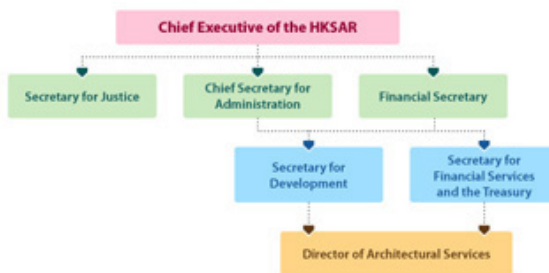 Chief Executive of the HKSAR
Secretary for Justice
Chief Secretary for
Administration
Financial Secretary
Secretary for
Development
Secretary for
Financial Services
and the Treasury
Director of Architectural Services